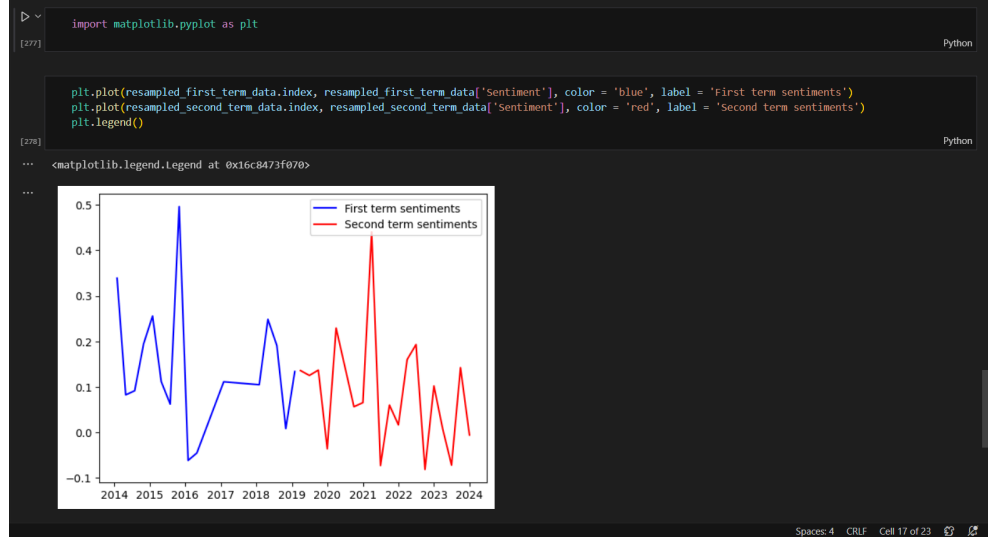 import matplotlib.pyplot as plt
[277]
Python
plt.plot(resampled_first_term_data.index, resampled_first_term_data['Sentiment'], color = 'blue', label = 'First term sentiments')
plt.plot(resampled_second_term_data.index, resampled_second_term_data['Sentiment'], color = 'red', label = 'Second term sentiments')
plt.legend()
[278]
Python
... <matplotlib.legend.Legend at 0x16c8473f070>
...
First term sentiments
Second term sentiments
0.5
0.4
0.3
0.2
0.1
0.0
−0.1
2014 2015 2016 2017 2018 2019 2020 2021 2022 2023 2024
Spaces: 4 CRLF Cell 17 of 23